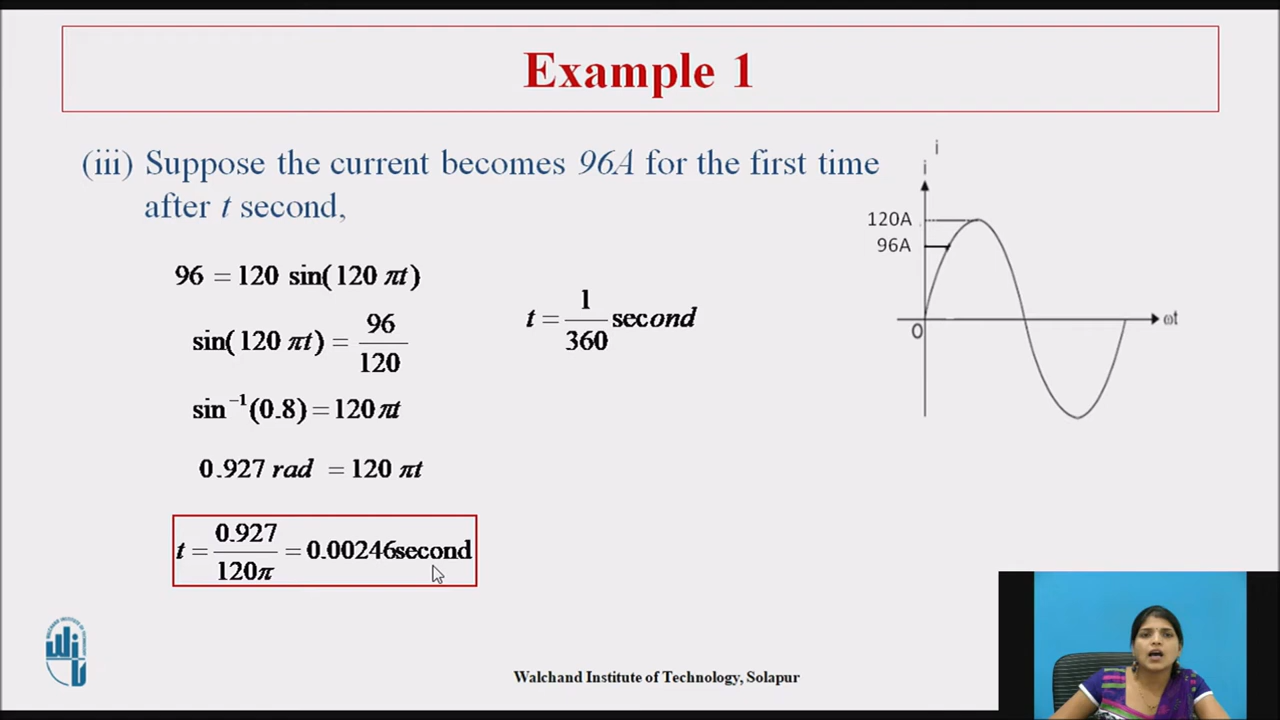 Example 1
(iii) Suppose the current becomes 96A for the first time
after t second,
96 = 120 sin(120 πt)
sin(120 πt) = 96/120
sin⁻¹(0.8) = 120πt
0.927 rad = 120 πt
t = 0.927/120π = 0.00246second
t = 1/360 second
i
i
120A
96A
O
ωt
Walchand Institute of Technology, Solapur